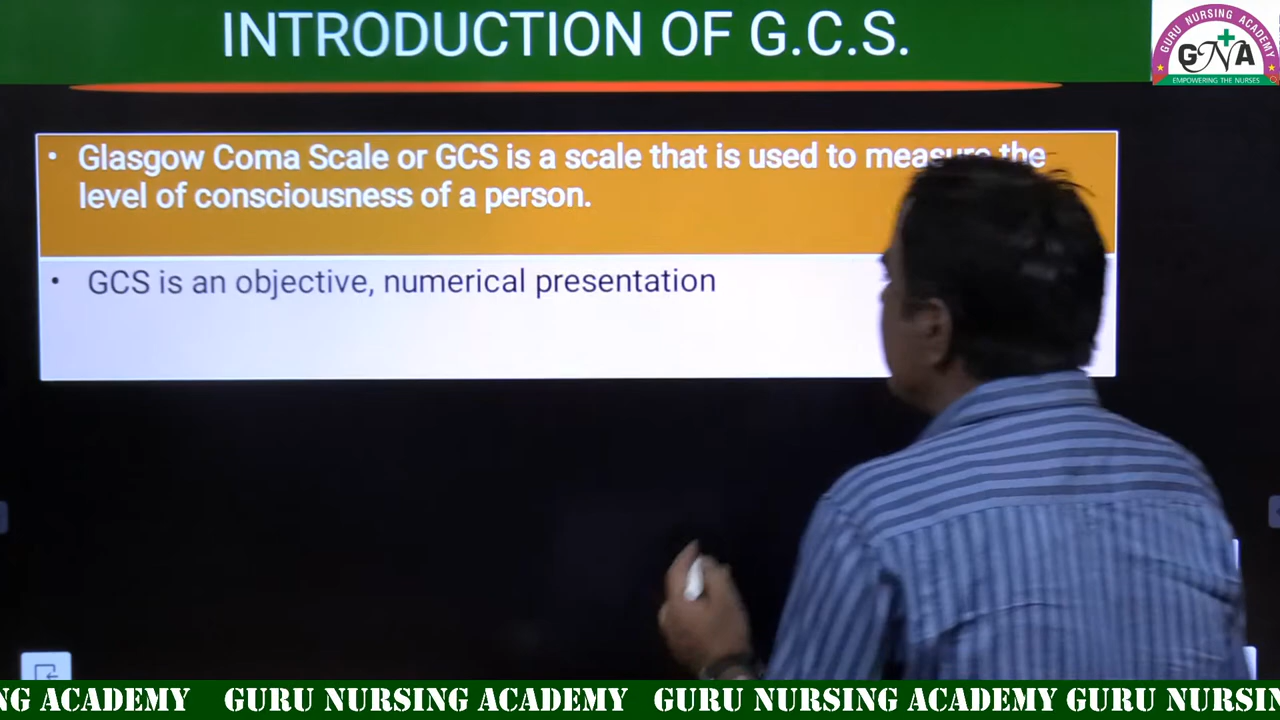 INTRODUCTION OF G.C.S.
GURU NURSING ACADEMY
GNA
EMPOWERING THE NURSES
• Glasgow Coma Scale or GCS is a scale that is used to measure the
level of consciousness of a person.
• GCS is an objective, numerical presentation
NG ACADEMY GURU NURSING ACADEMY GURU NURSING ACADEMY GURU NURSIN